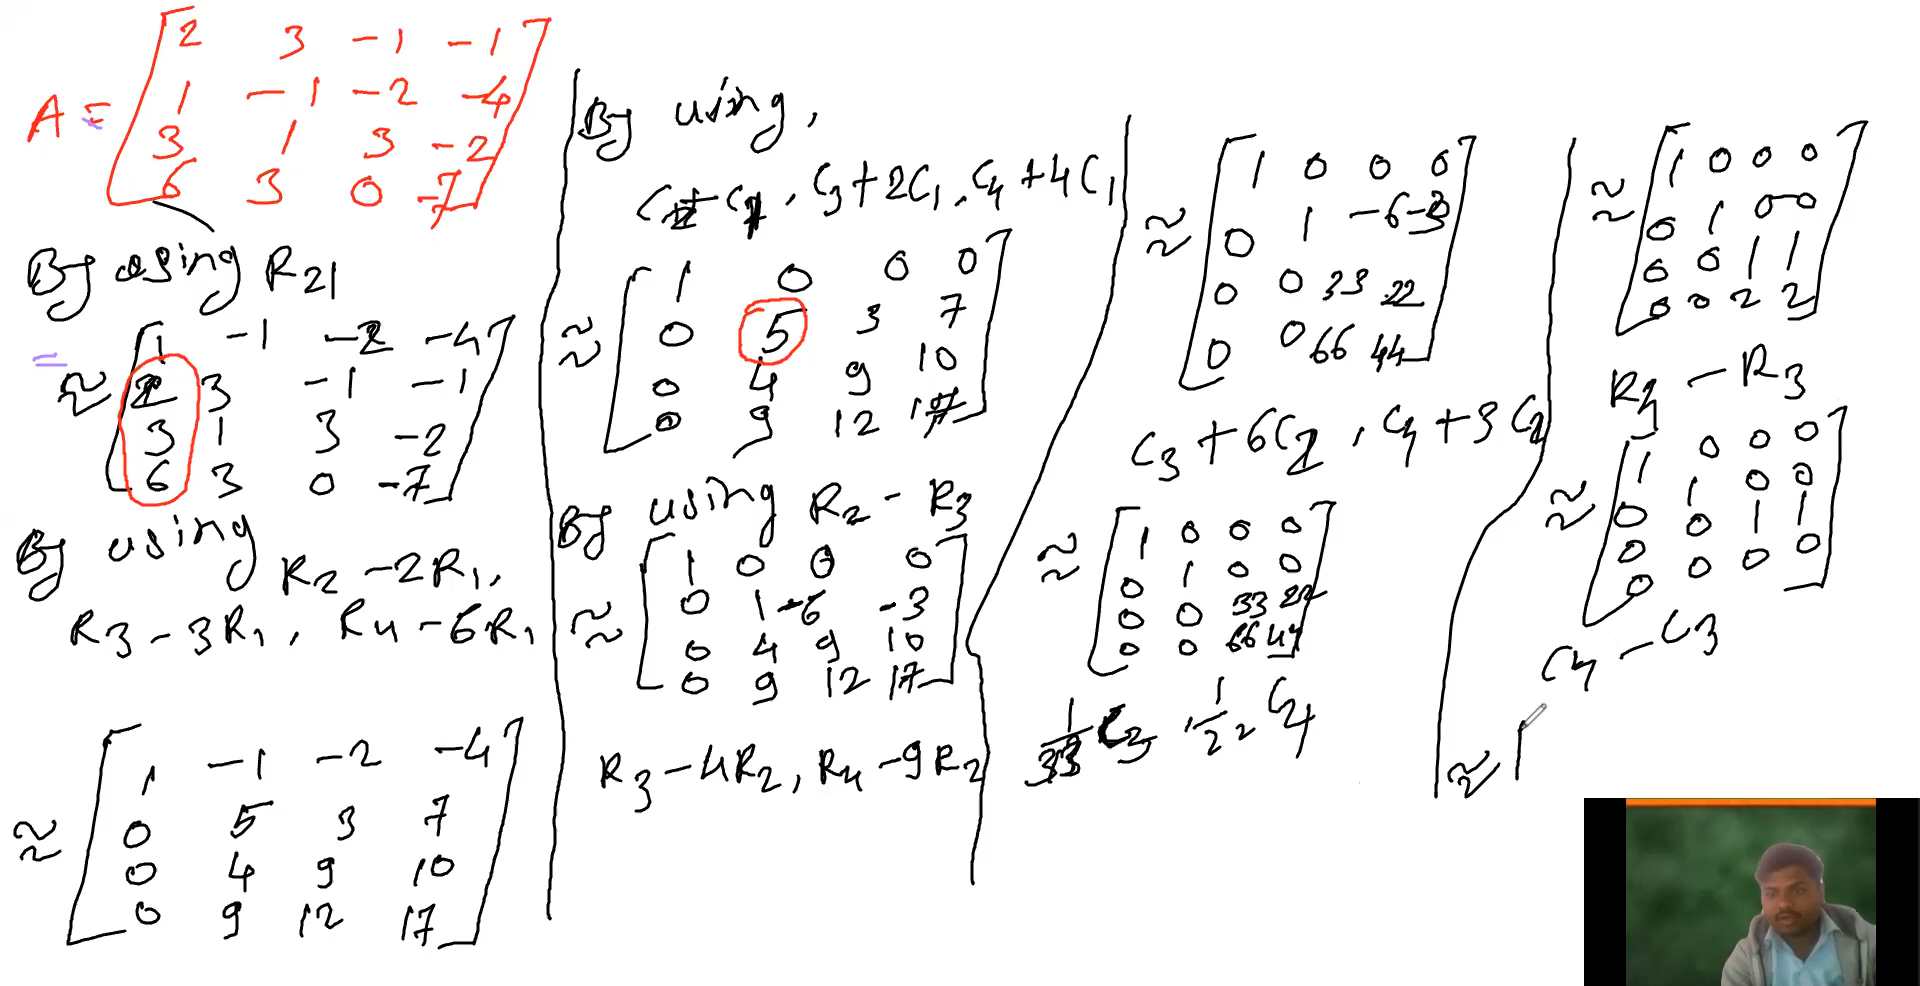 A = [ 2 3 -1 -1
1 -1 -2 -4
3 1 3 -2
6 3 0 -7 ]
By using R21
≈ [ 1 -1 -2 -4
2 3 -1 -1
3 1 3 -2
6 3 0 -7 ]
By using
R2 - 2R1,
R3 - 3R1, R4 - 6R1
≈ [ 1 -1 -2 -4
0 5 3 7
0 4 9 10
0 9 12 17 ]
By using,
C2 + C1, C3 + 2C1, C4 + 4C1
≈ [ 1 0 0 0
0 5 3 7
0 4 9 10
0 9 12 17 ]
By using R2 - R3
≈ [ 1 0 0 0
0 1 -6 -3
0 4 9 10
0 9 12 17 ]
R3 - 4R2, R4 - 9R2
≈ [ 1 0 0 0
0 1 -6 -3
0 0 33 22
0 0 66 44 ]
C3 + 6C2, C4 + 3C2
≈ [ 1 0 0 0
0 1 0 0
0 0 33 22
0 0 66 44 ]
1/33 C3, 1/22 C4
≈ [ 1 0 0 0
0 1 0 0
0 0 1 1
0 0 2 2 ]
R4 - R3
≈ [ 1 0 0 0
0 1 0 0
0 0 1 1
0 0 0 0 ]
C4 - C3
≈ [